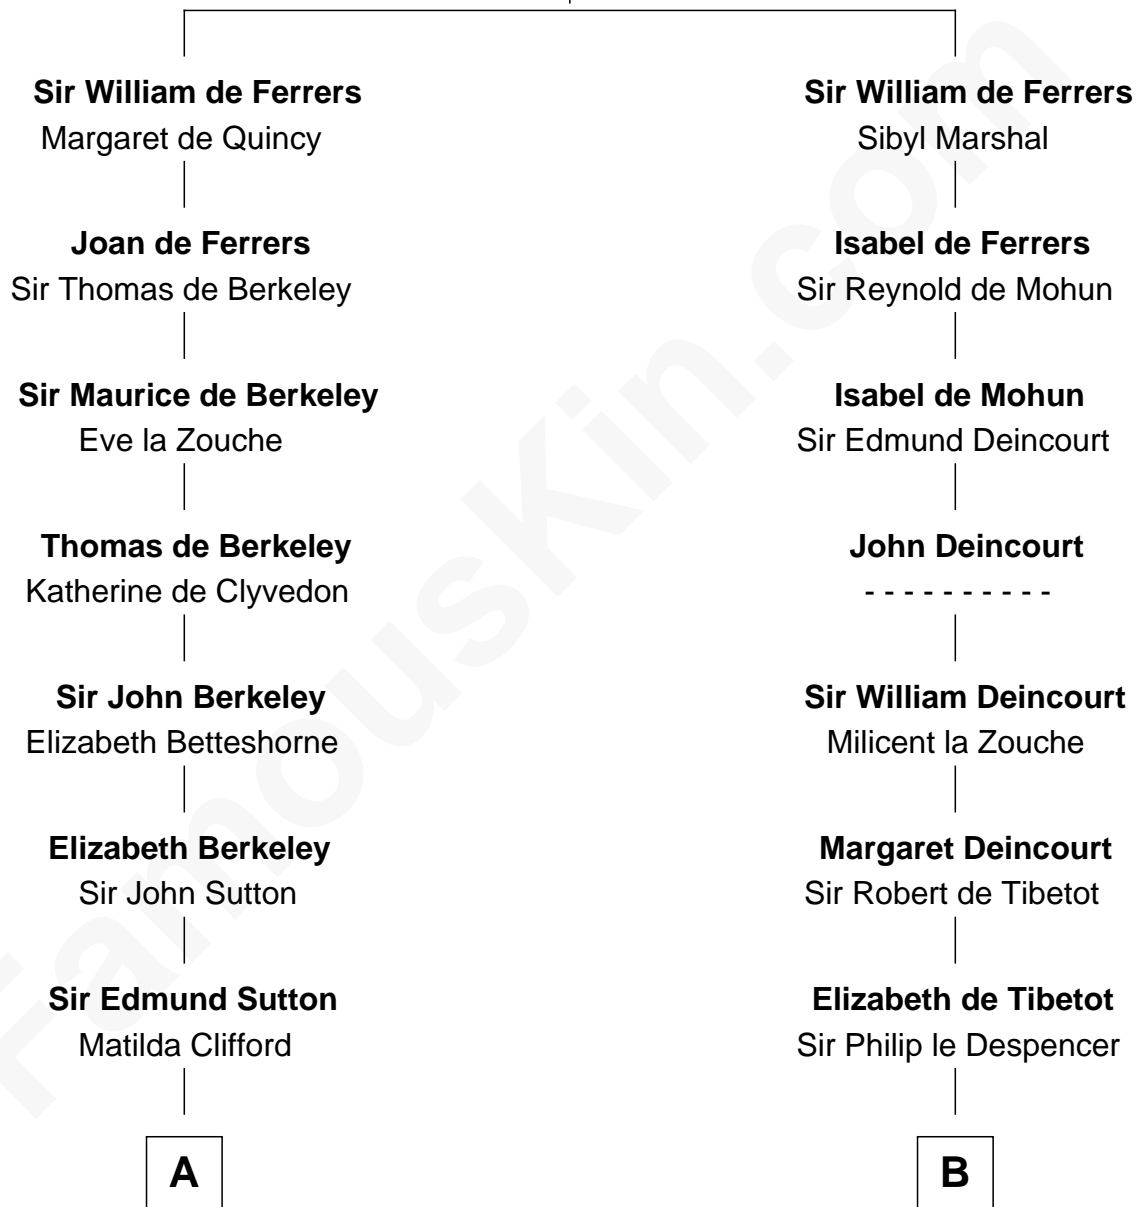 Sir William de Ferrers
Margaret de Quincy
Joan de Ferrers
Sir Thomas de Berkeley
Sir Maurice de Berkeley
Eve la Zouche
Thomas de Berkeley
Katherine de Clyvedon
Sir John Berkeley
Elizabeth Betteshorne
Elizabeth Berkeley
Sir John Sutton
Sir Edmund Sutton
Matilda Clifford
A
Sir William de Ferrers
Sibyl Marshal
Isabel de Ferrers
Sir Reynold de Mohun
Isabel de Mohun
Sir Edmund Deincourt
John Deincourt
- - - - - - - - - -
Sir William Deincourt
Milicent la Zouche
Margaret Deincourt
Sir Robert de Tibetot
Elizabeth de Tibetot
Sir Philip le Despencer
B
FamousKin.com